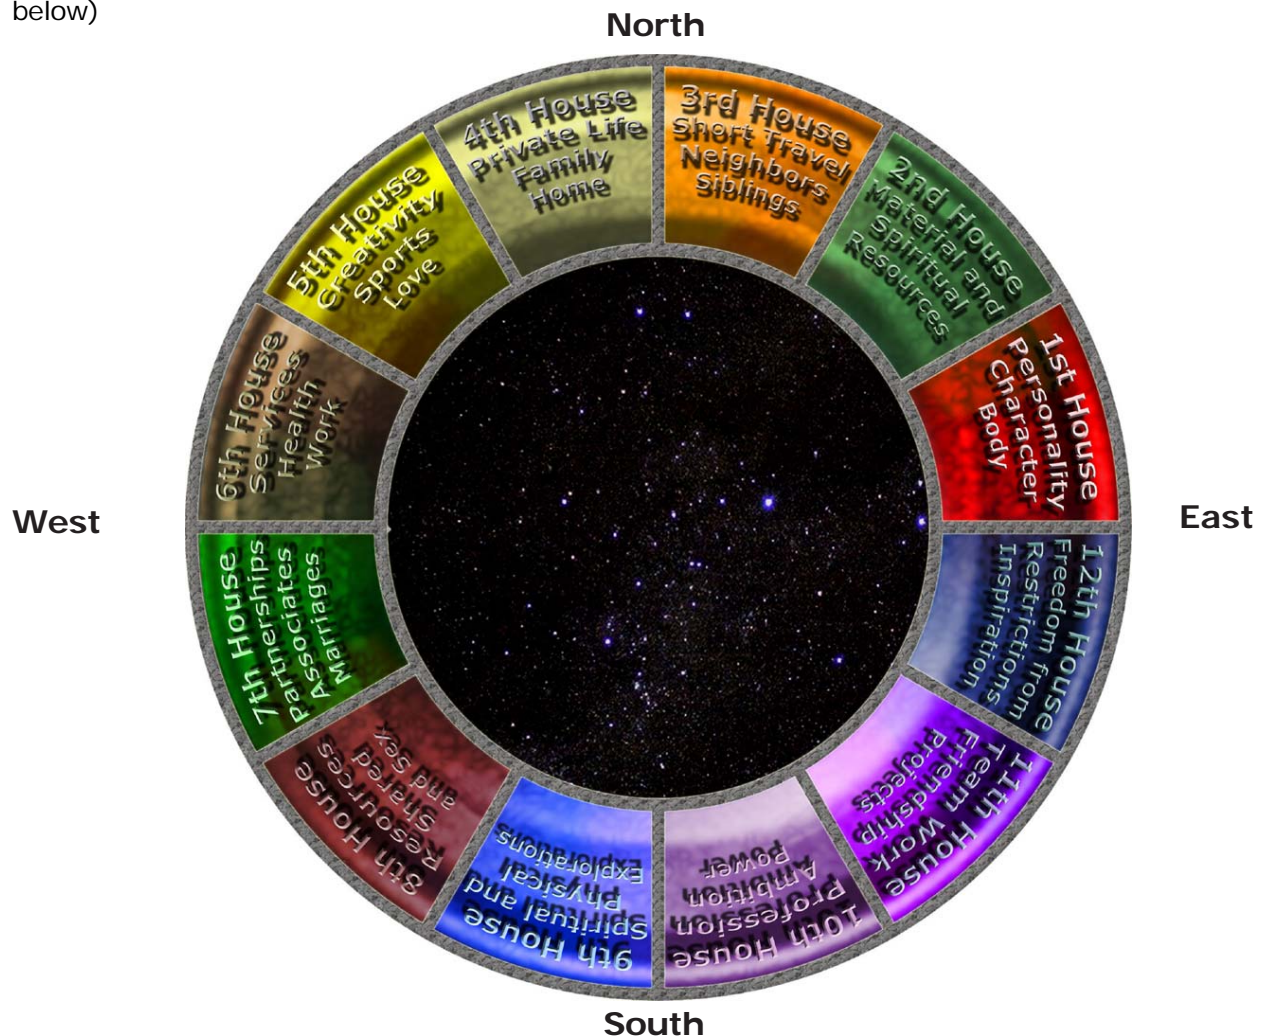 below)
North
4th House
Private Life
Family
Home
3rd House
Short Travel
Neighbors
Siblings
5th House
Creativity
Sports
Love
2nd House
Material and
Spiritual
Resources
6th House
Services
Health
Work
1st House
Personality
Character
Body
West
East
7th House
Partnerships
Associates
Marriages
12th House
Freedom from
Restrictions
Inspiration
8th House
Resources
Shared
and Sex
11th House
Team Work
Friendship
Projects
9th House
Spiritual and
Physical
Explorations
10th House
Profession
Ambition
Power
South